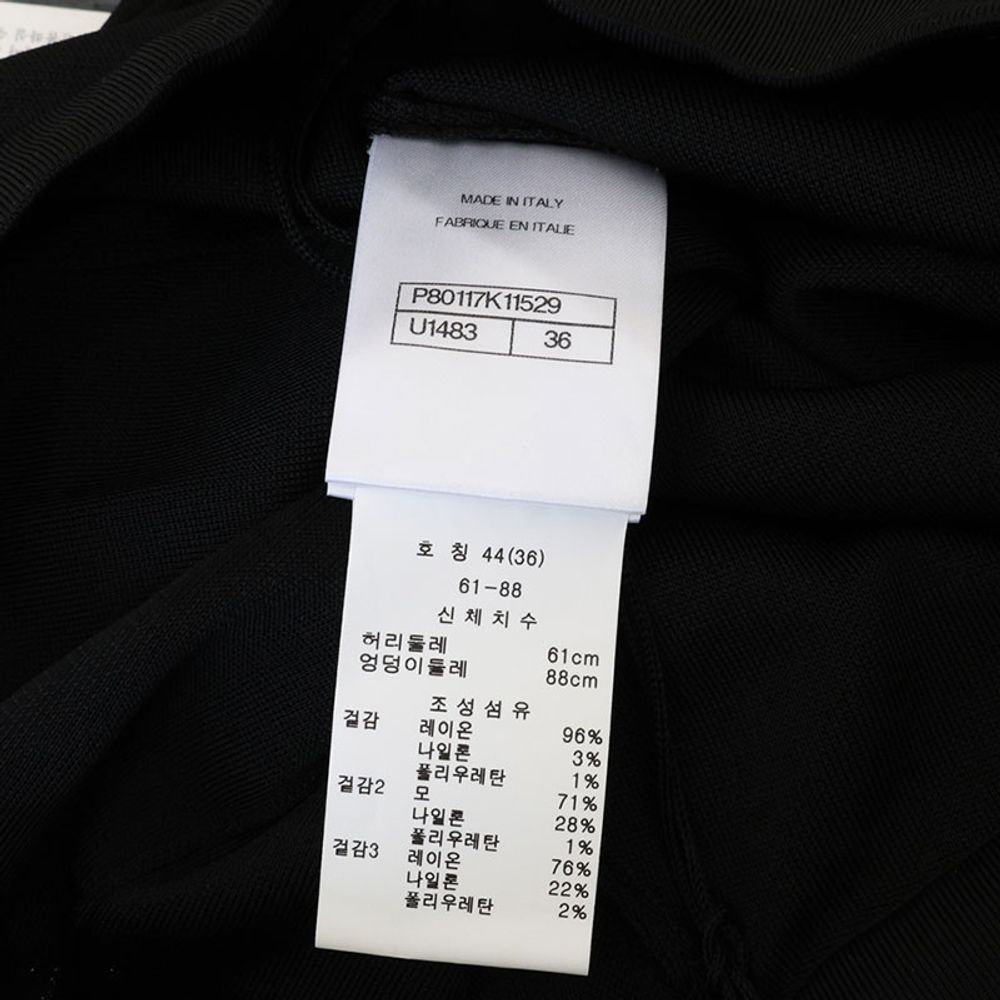 MADE IN ITALY
FABRIQUE EN ITALIE
P80117K11529
U1483 36
호 칭 44(36)
61-88
신 체 치 수
허리둘레 61cm
엉덩이둘레 88cm
조 성 섬 유
겉감 레이온 96%
나일론 3%
폴리우레탄 1%
겉감2 모 71%
나일론 28%
폴리우레탄 1%
겉감3 레이온 76%
나일론 22%
폴리우레탄 2%